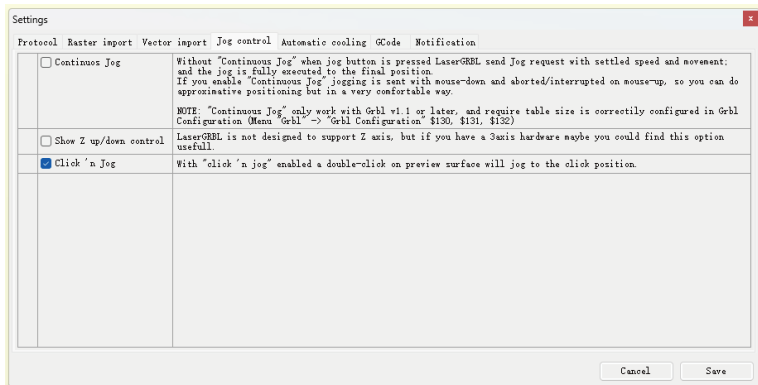 Settings
Protocol Raster import Vector import Jog control Automatic cooling GCode Notification
Continuos Jog
Without "Continuous Jog" when jog button is pressed LaserGRBL send Jog request with settled speed and movement;
and the jog is fully executed to the final position.
If you enable "Continuous Jog" jogging is sent with mouse-down and aborted/interrupted on mouse-up, so you can do
approximative positioning but in a very comfortable way.
NOTE: "Continuous Jog" only work with Grbl v1.1 or later, and require table size is correctily configured in Grbl
Configuration (Menu "Grbl" -> "Grbl Configuration" $130, $131, $132)
Show Z up/down control
LaserGRBL is not designed to support Z axis, but if you have a 3axis hardware maybe you could find this option
usefull.
Click 'n Jog
With "click 'n jog" enabled a double-click on preview surface will jog to the click position.
Cancel Save